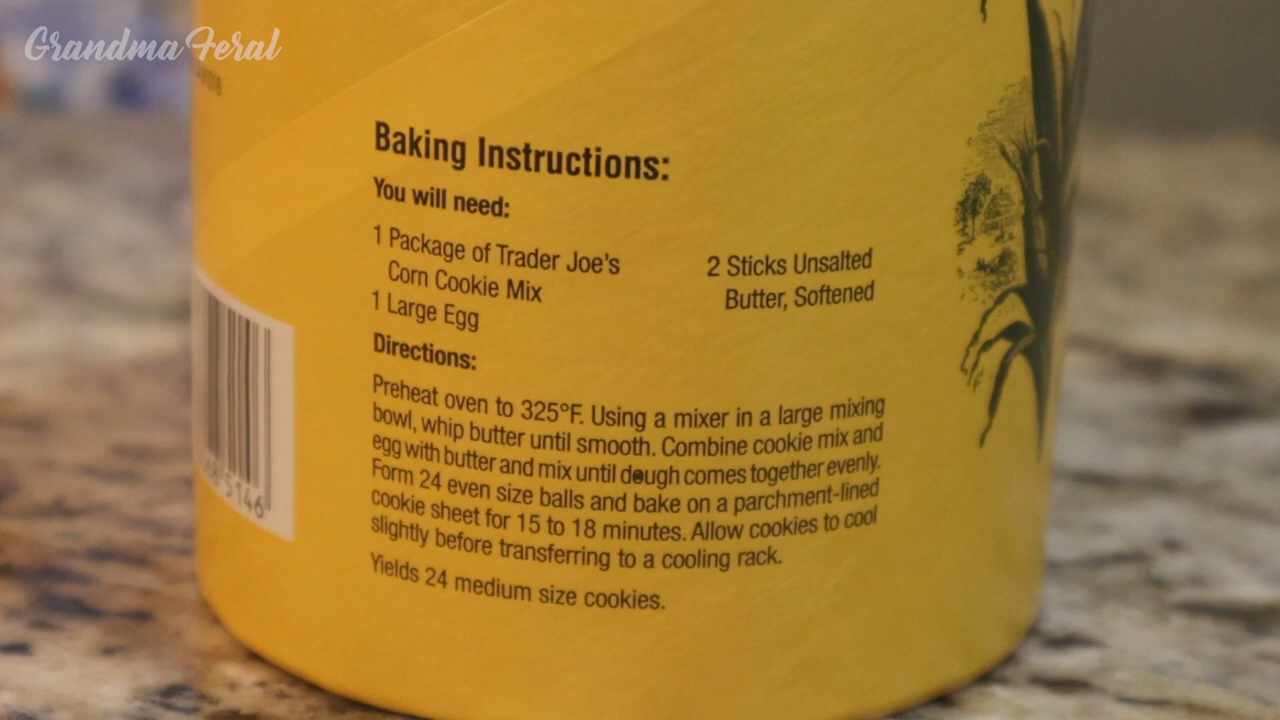 Grandma Feral
Baking Instructions:
You will need:
1 Package of Trader Joe's
Corn Cookie Mix
1 Large Egg
2 Sticks Unsalted
Butter, Softened
Directions:
Preheat oven to 325°F. Using a mixer in a large mixing
bowl, whip butter until smooth. Combine cookie mix and
egg with butter and mix until dough comes together evenly.
Form 24 even size balls and bake on a parchment-lined
cookie sheet for 15 to 18 minutes. Allow cookies to cool
slightly before transferring to a cooling rack.
Yields 24 medium size cookies.
5146